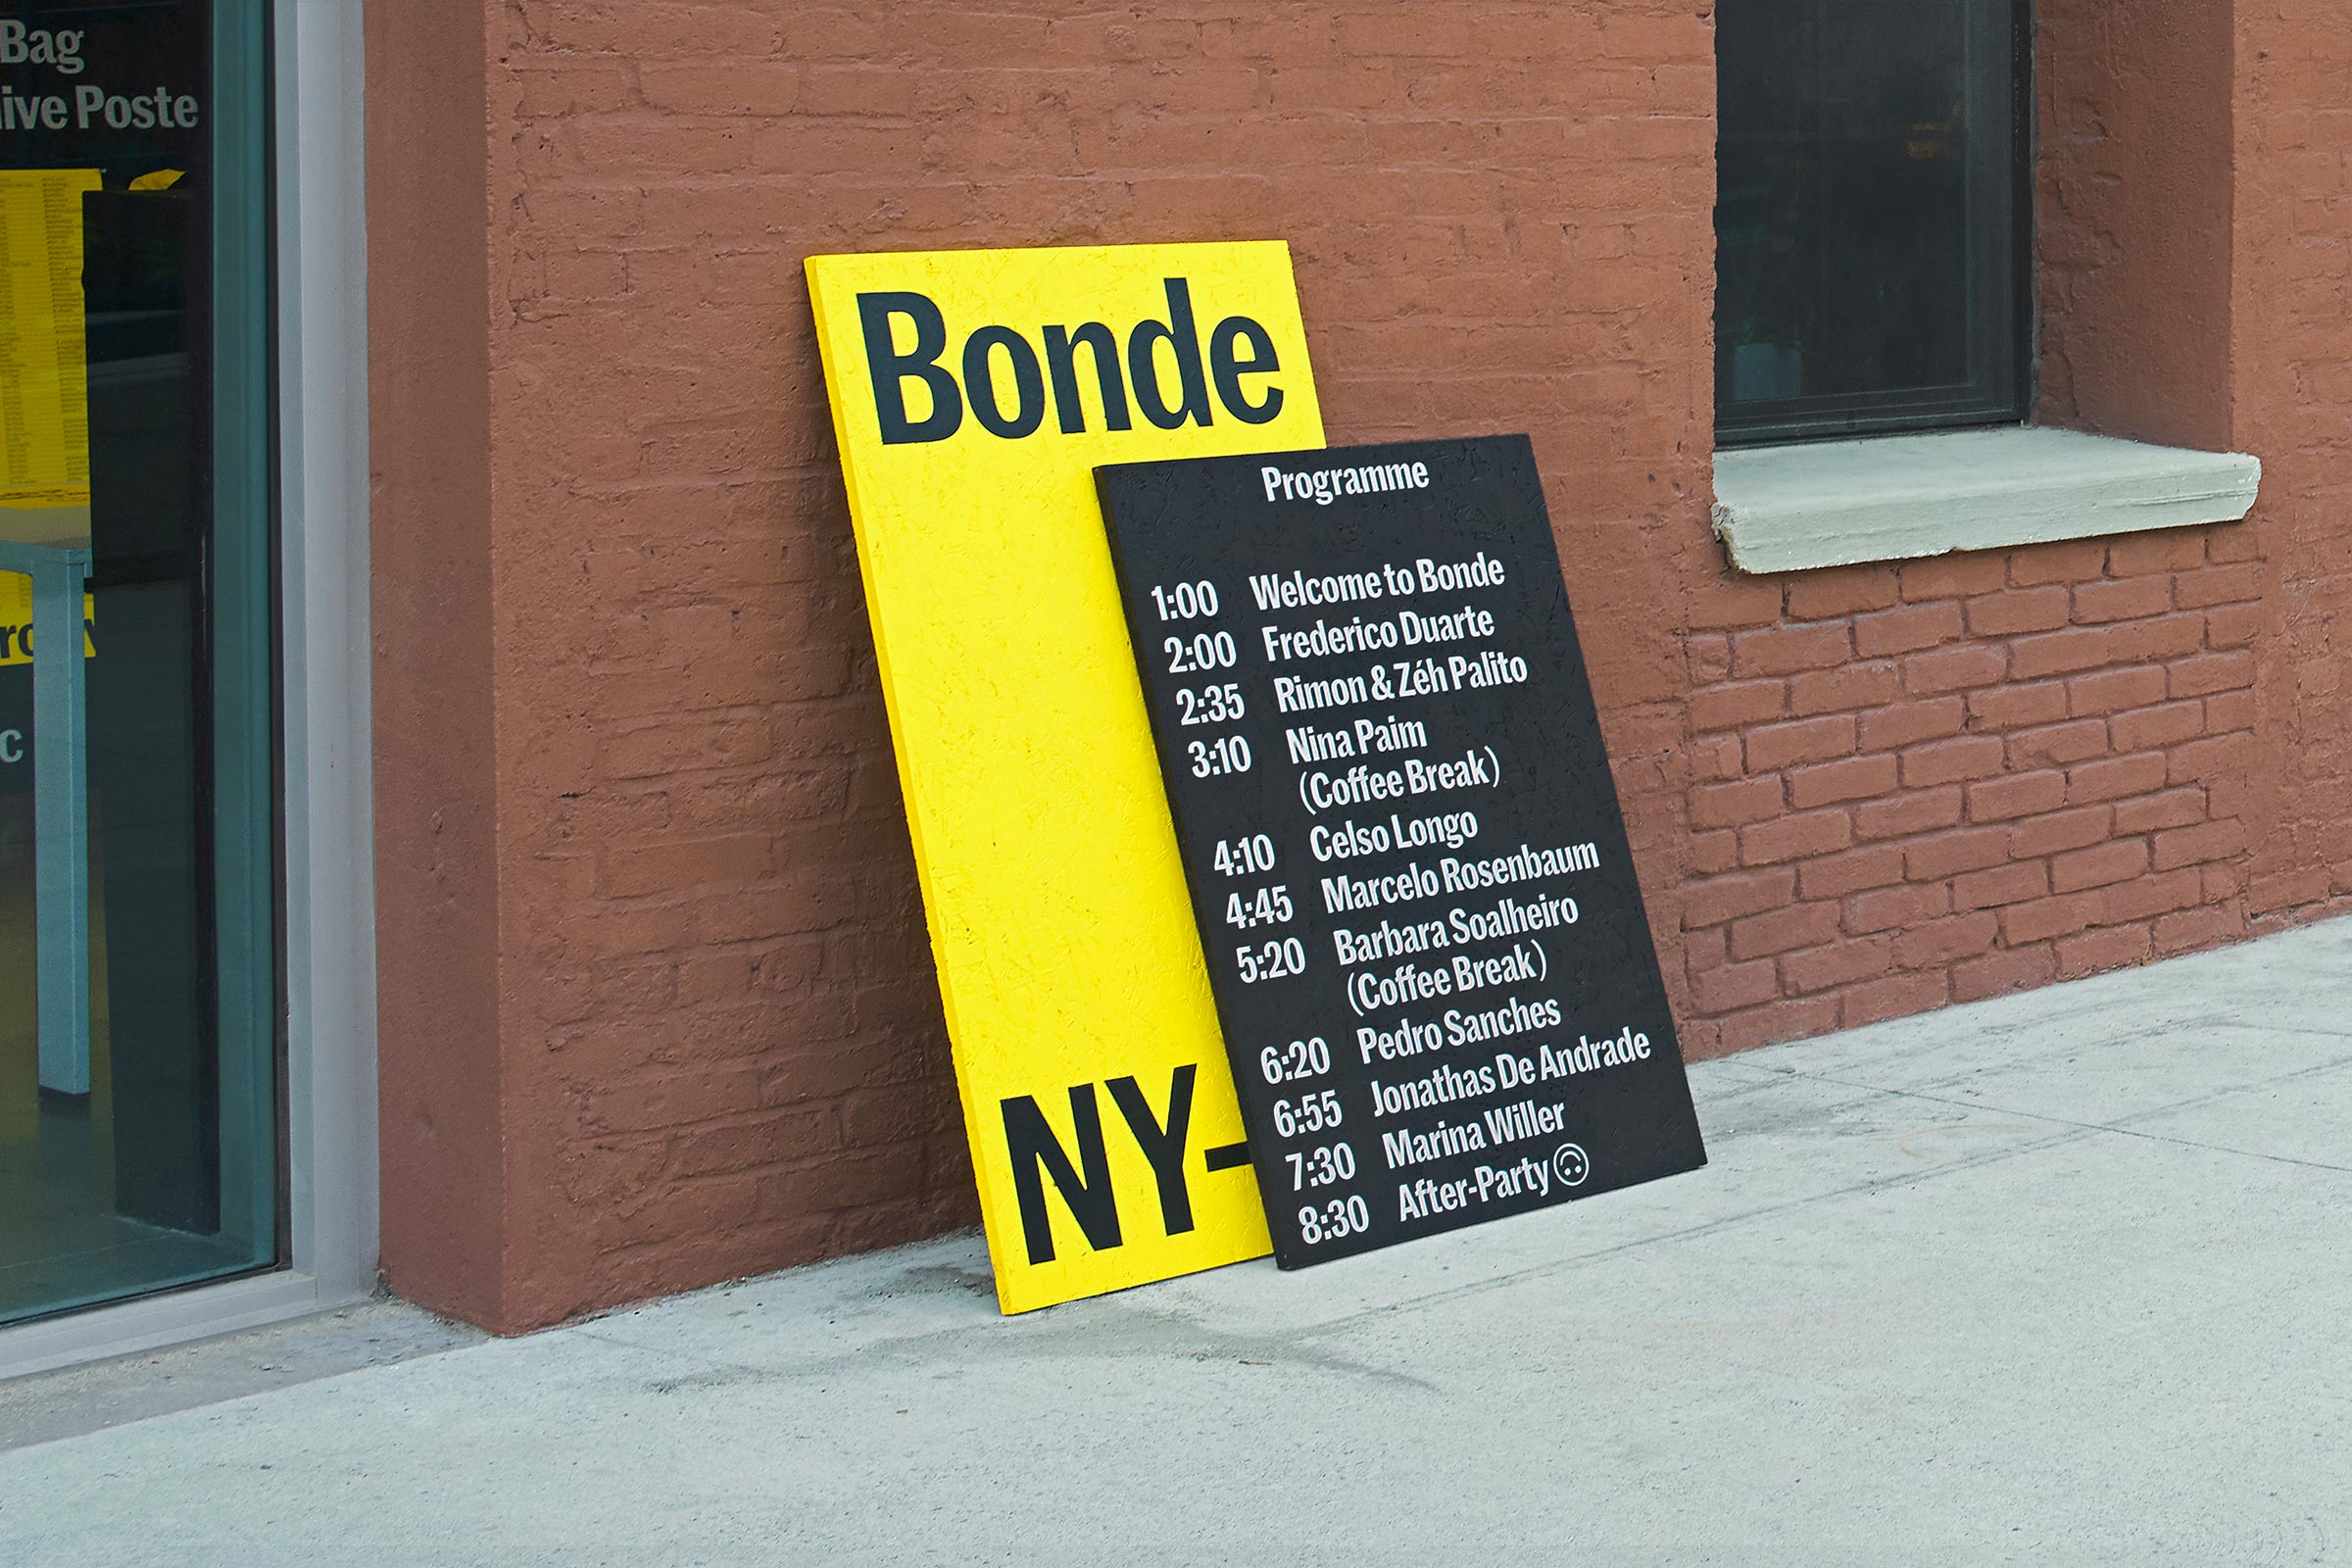 Bag
Poste
Bonde
NY-
Programme
1:00 Welcome to Bonde
2:00 Frederico Duarte
2:35 Rimon & Zéh Palito
3:10 Nina Paim
(Coffee Break)
4:10 Celso Longo
4:45 Marcelo Rosenbaum
5:20 Barbara Soalheiro
(Coffee Break)
6:20 Pedro Sanches
6:55 Jonathas De Andrade
7:30 Marina Willer
8:30 After-Party 🙃